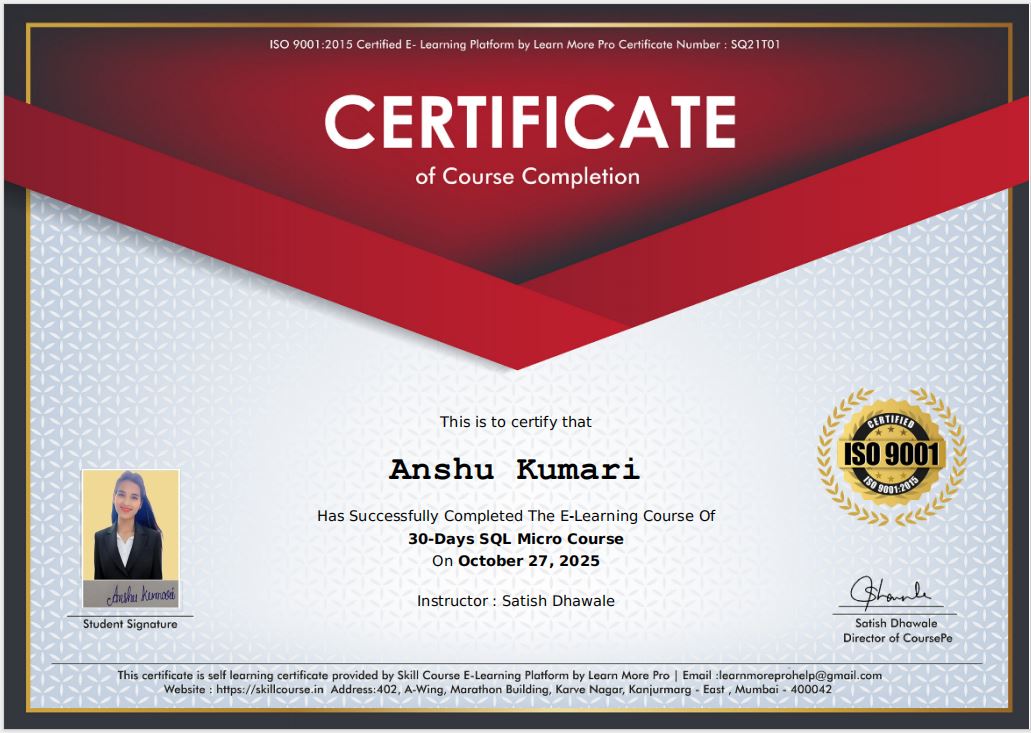 ISO 9001:2015 Certified E- Learning Platform by Learn More Pro Certificate Number : SQ21T01
CERTIFICATE
of Course Completion
This is to certify that
Anshu Kumari
Has Successfully Completed The E-Learning Course Of
30-Days SQL Micro Course
On October 27, 2025
Instructor : Satish Dhawale
CERTIFIED
ISO 9001
ISO 9001:2015
Anshu Kumari
Student Signature
Satish Dhawale
Director of CoursePe
This certificate is self learning certificate provided by Skill Course E-Learning Platform by Learn More Pro | Email :learnmoreprohelp@gmail.com
Website : https://skillcourse.in Address:402, A-Wing, Marathon Building, Karve Nagar, Kanjurmarg - East , Mumbai - 400042